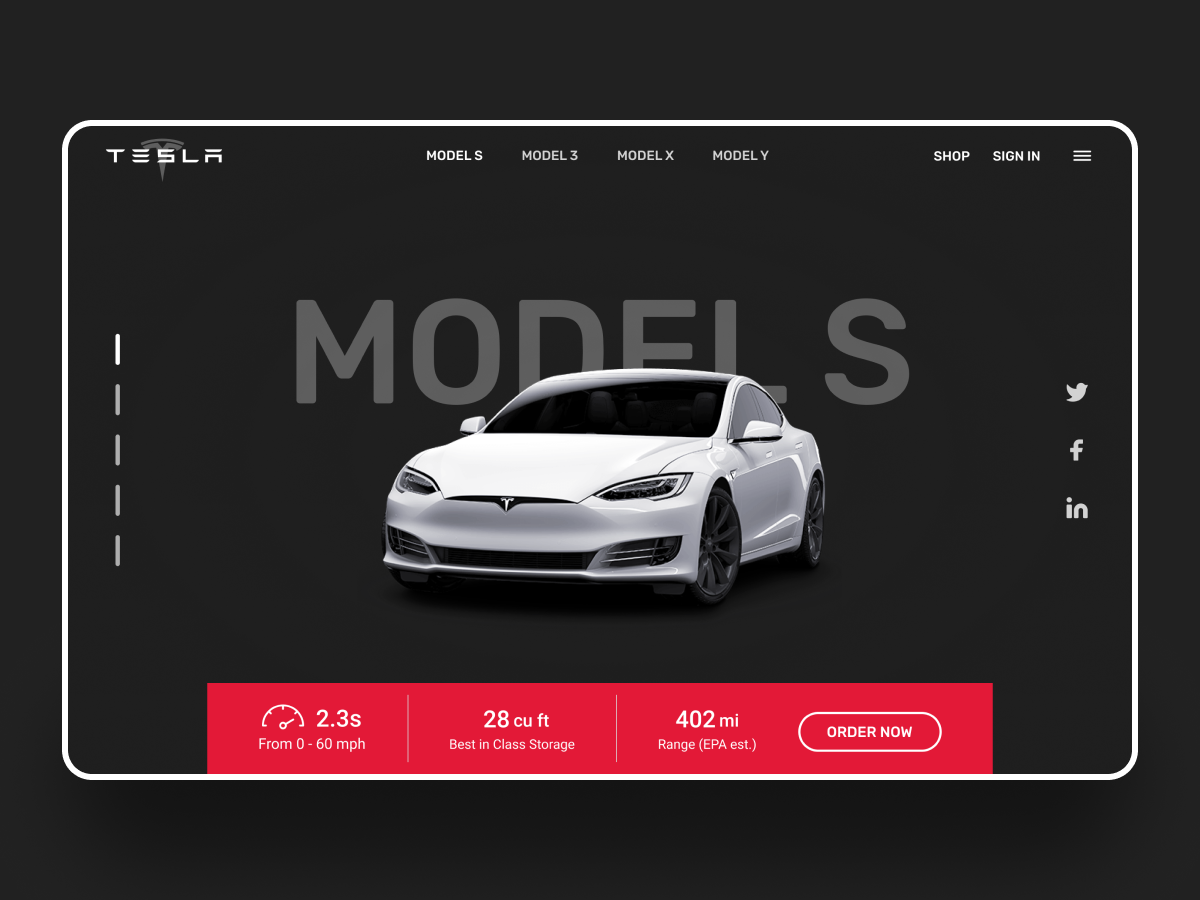 TESLA
MODEL S MODEL 3 MODEL X MODEL Y
SHOP SIGN IN
MODEL S
2.3s
From 0 - 60 mph
28 cu ft
Best in Class Storage
402 mi
Range (EPA est.)
ORDER NOW